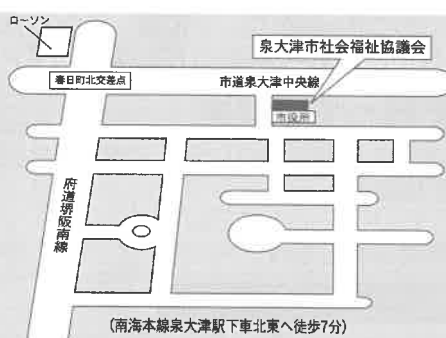 ローソン
泉大津市社会福祉協議会
春日町北交差点
市道泉大津中央線
市役所
府道堺阪南線
(南海本線泉大津駅下車北東へ徒歩7分)